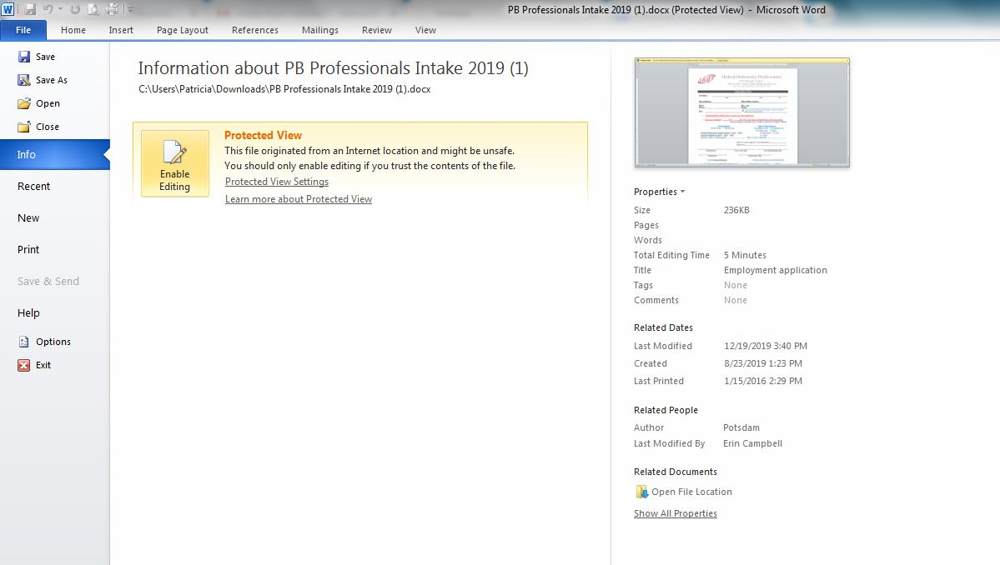 PB Professionals Intake 2019 (1).docx (Protected View) - Microsoft Word
File Home Insert Page Layout References Mailings Review View
Save
Save As
Open
Close
Info
Recent
New
Print
Save & Send
Help
Options
Exit
Information about PB Professionals Intake 2019 (1)
C:\Users\Patricia\Downloads\PB Professionals Intake 2019 (1).docx
Enable
Editing
Protected View
This file originated from an Internet location and might be unsafe.
You should only enable editing if you trust the contents of the file.
Protected View Settings
Learn more about Protected View
United University Professions
Properties
Size 236KB
Pages
Words
Total Editing Time 5 Minutes
Title Employment application
Tags None
Comments None
Related Dates
Last Modified 12/19/2019 3:40 PM
Created 8/23/2019 1:23 PM
Last Printed 1/15/2016 2:29 PM
Related People
Author Potsdam
Last Modified By Erin Campbell
Related Documents
Open File Location
Show All Properties